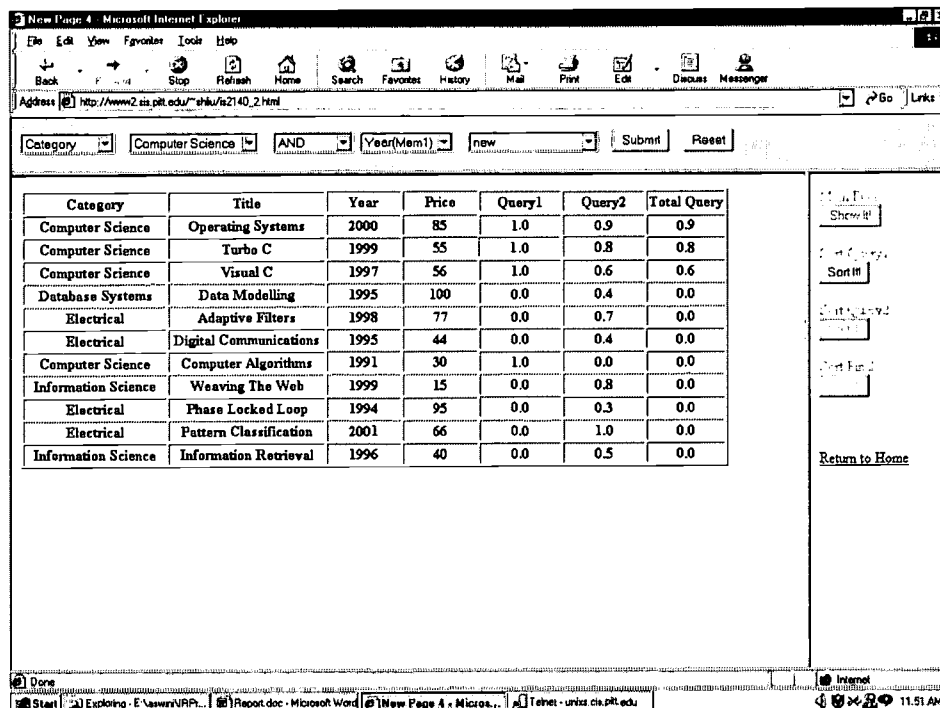 New Page 4 - Microsoft Internet Explorer
File Edit View Favorites Tools Help
Back Stop Refresh Home Search Favorites History Mail Print Edit Discuss Messenger
Address http://www2.sis.pitt.edu/~shliu/is2140_2.html Go Links
Category Computer Science AND Year(Mem1) new Submit Reset
Category Title Year Price Query1 Query2 Total Query
Computer Science Operating Systems 2000 85 1.0 0.9 0.9
Computer Science Turbo C 1999 55 1.0 0.8 0.8
Computer Science Visual C 1997 56 1.0 0.6 0.6
Database Systems Data Modelling 1995 100 0.0 0.4 0.0
Electrical Adaptive Filters 1998 77 0.0 0.7 0.0
Electrical Digital Communications 1995 44 0.0 0.4 0.0
Computer Science Computer Algorithms 1991 30 1.0 0.0 0.0
Information Science Weaving The Web 1999 15 0.0 0.8 0.0
Electrical Phase Locked Loop 1994 95 0.0 0.3 0.0
Electrical Pattern Classification 2001 66 0.0 1.0 0.0
Information Science Information Retrieval 1996 40 0.0 0.5 0.0
Show It!
Sort It!
Return to Home
Done Internet
Start Exploring - Report.doc - Microsoft Word New Page 4 - Micros... Telnet - unixs.cis.pitt.edu 11:51 AM